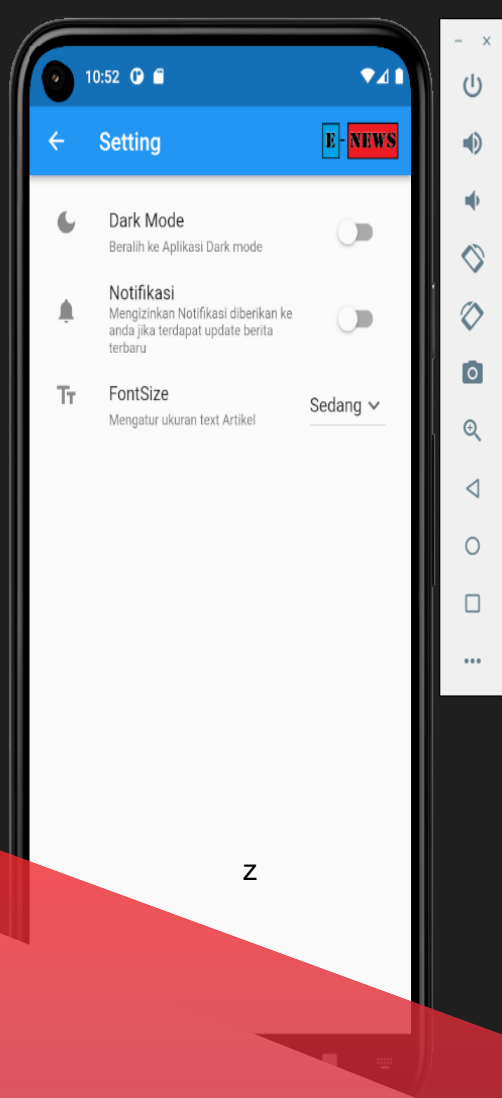 10:52
Setting
E-NEWS
Dark Mode
Beralih ke Aplikasi Dark mode
Notifikasi
Mengizinkan Notifikasi diberikan ke
anda jika terdapat update berita
terbaru
Tт FontSize
Sedang
Mengatur ukuran text Artikel
z